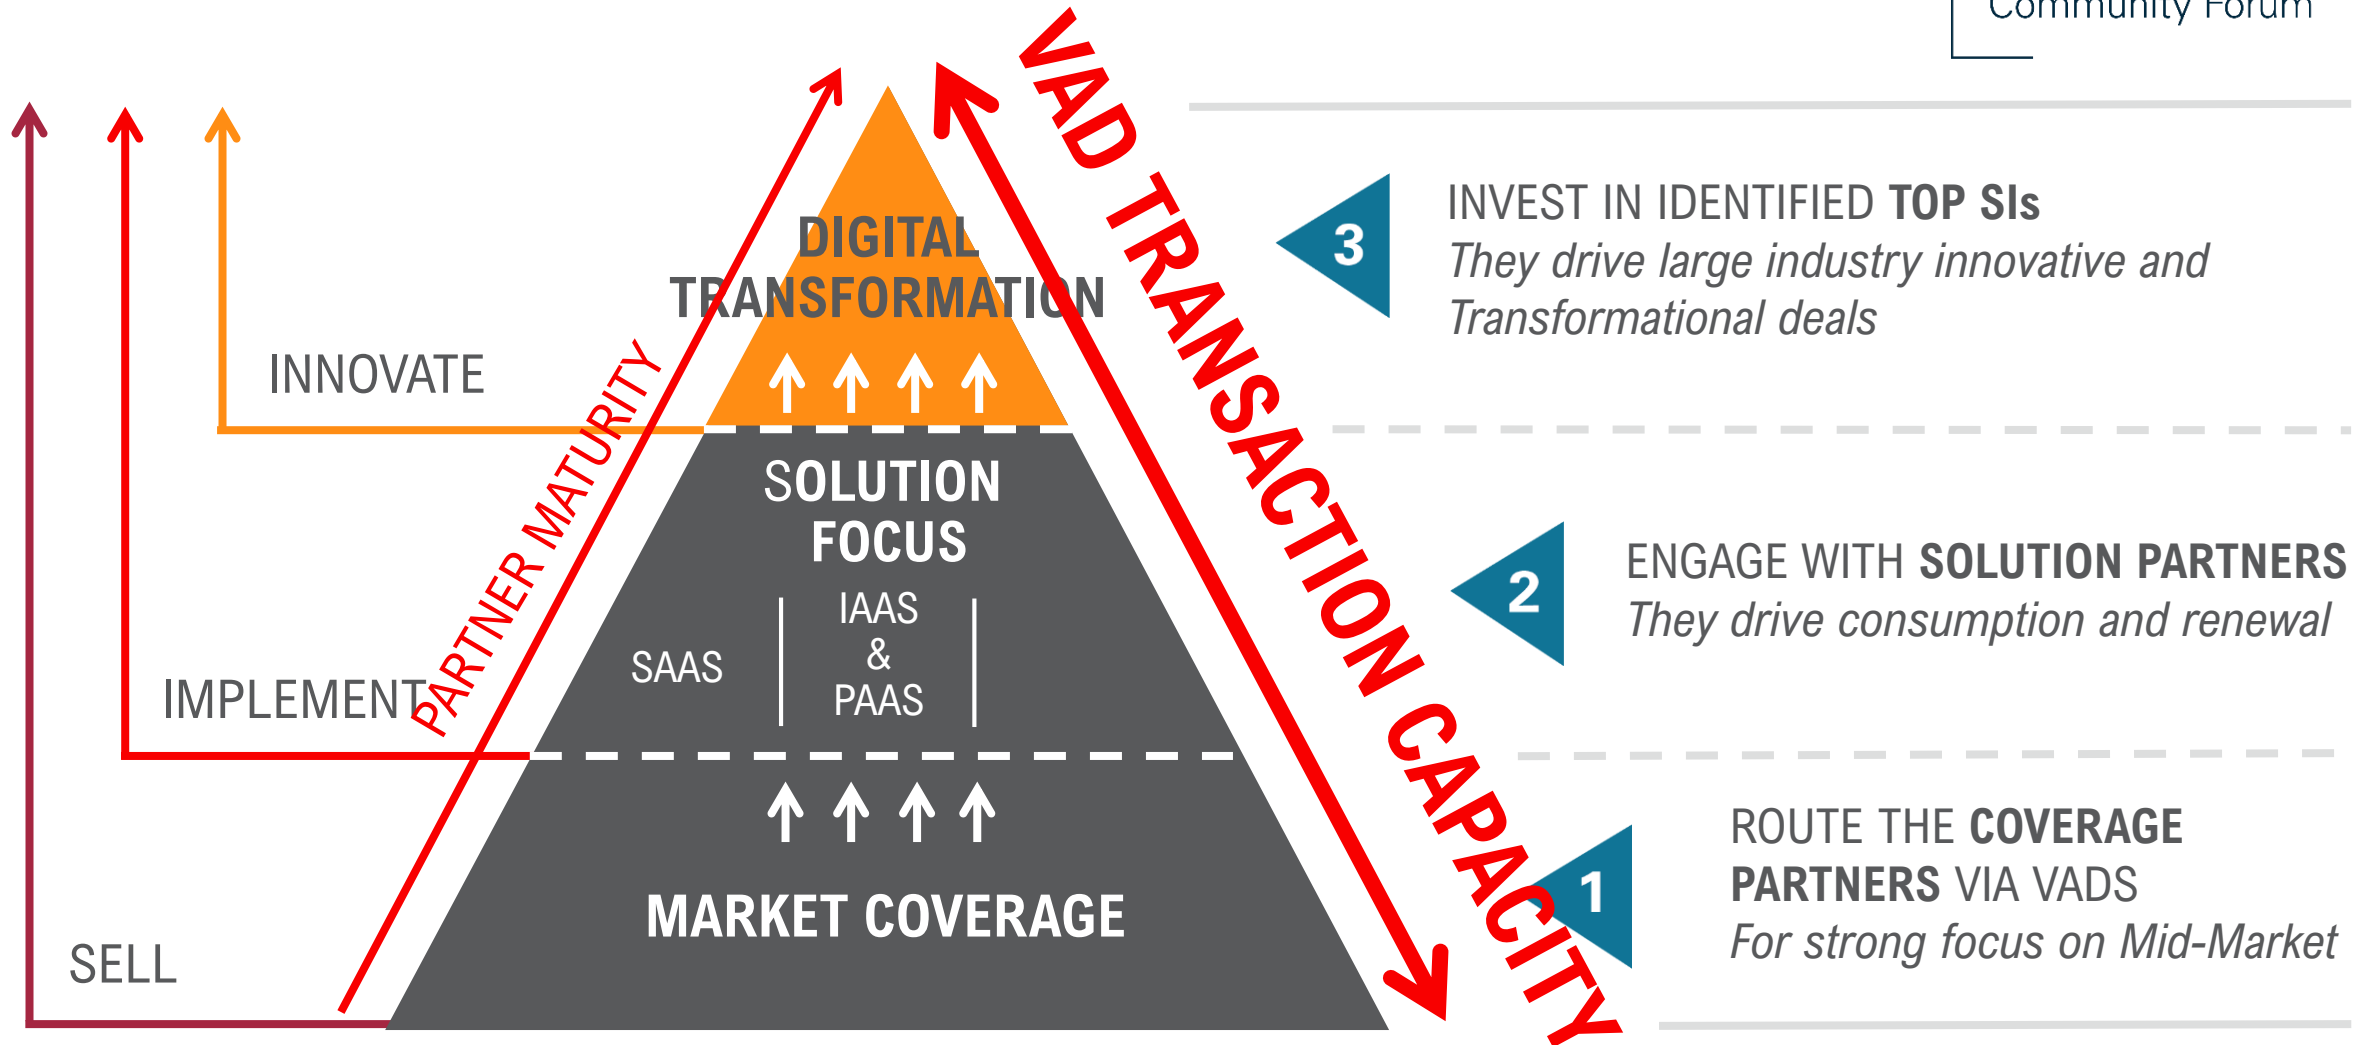 Community Forum
VAD TRANSACTION CAPACITY
PARTNER MATURITY
DIGITAL
TRANSFORMATION
INNOVATE
SOLUTION
FOCUS
SAAS
IAAS
&
PAAS
IMPLEMENT
MARKET COVERAGE
SELL
3
INVEST IN IDENTIFIED TOP SIs
They drive large industry innovative and
Transformational deals
2
ENGAGE WITH SOLUTION PARTNERS
They drive consumption and renewal
1
ROUTE THE COVERAGE
PARTNERS VIA VADS
For strong focus on Mid-Market